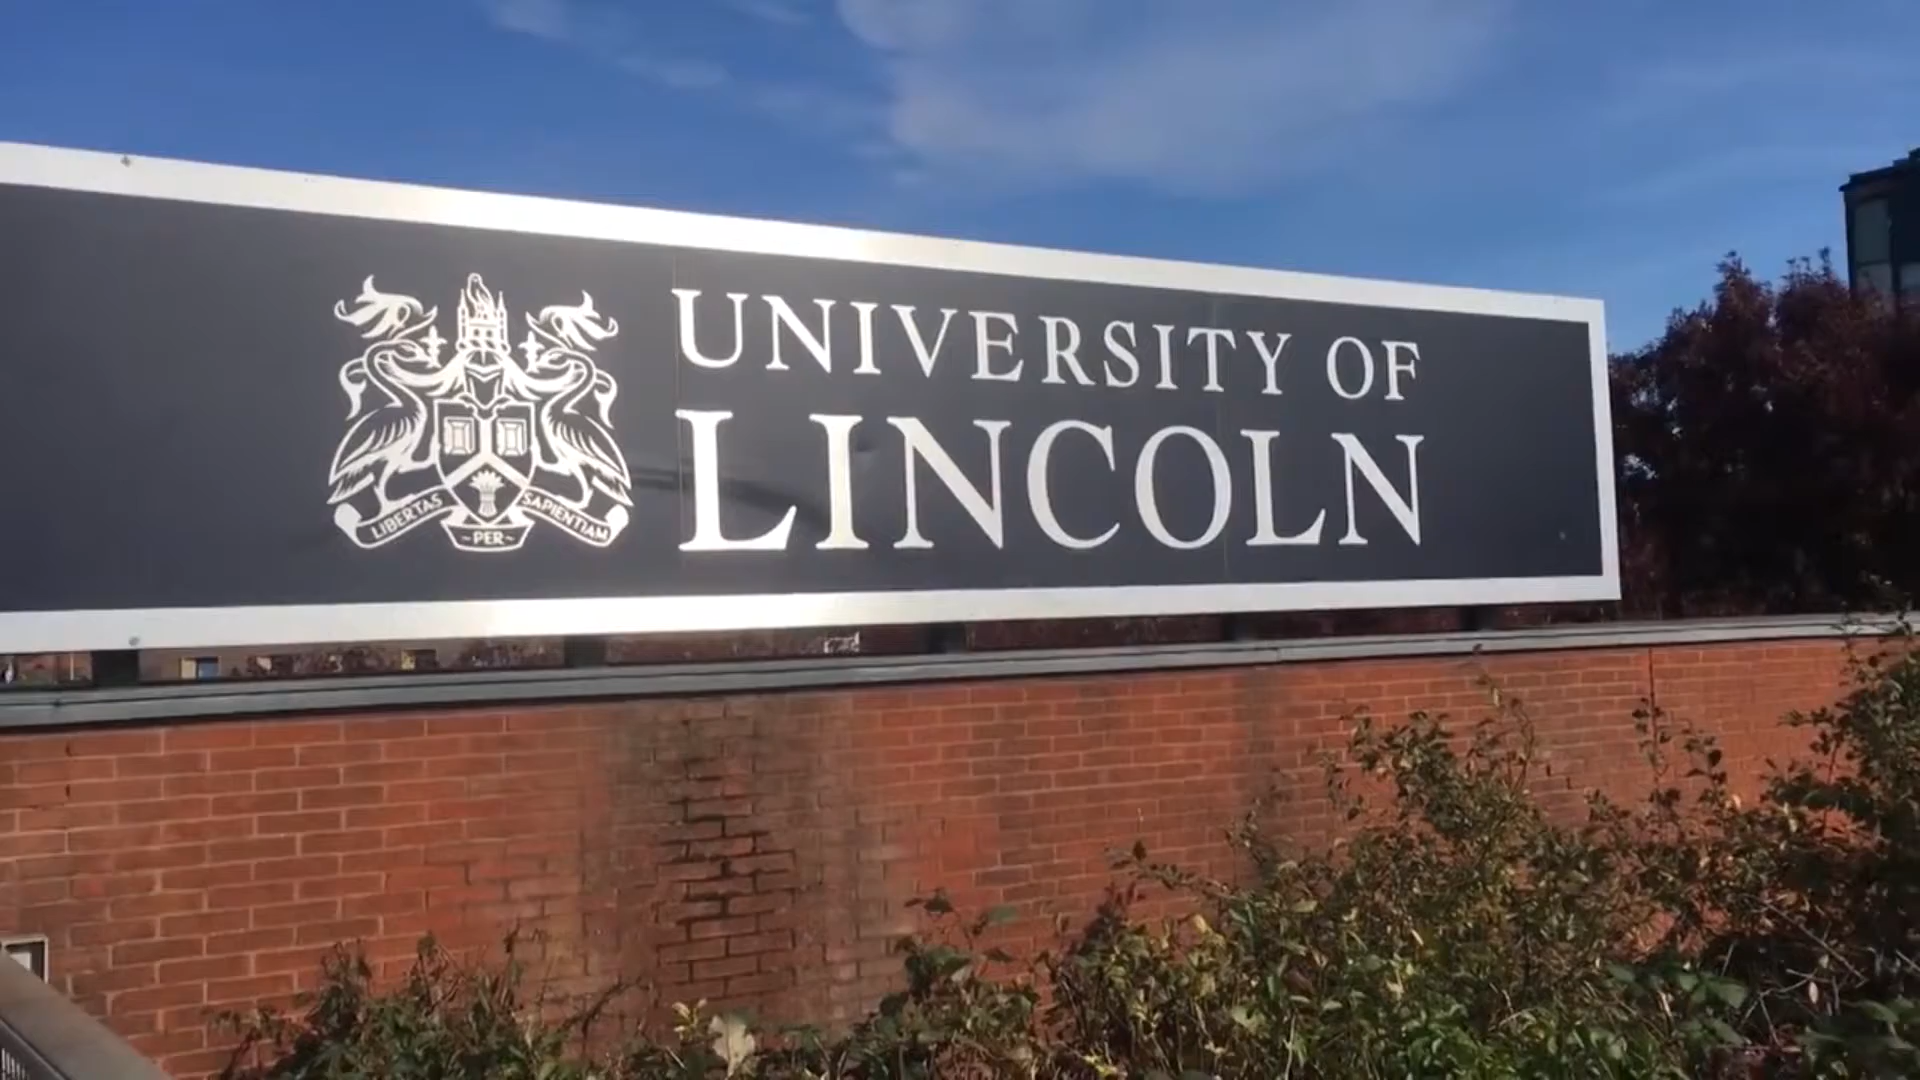 UNIVERSITY OF
LINCOLN
LIBERTAS
~PER~
SAPIENTIAM